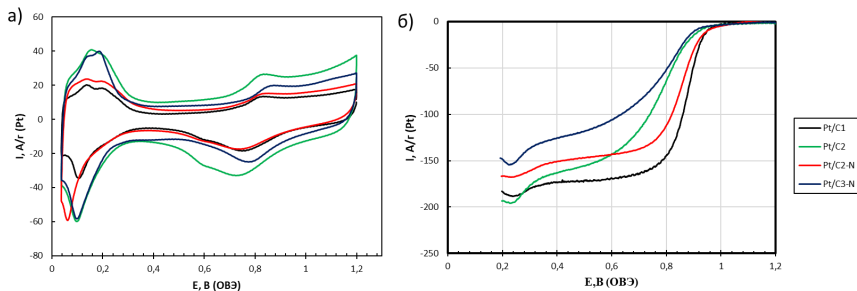 а)
I, А/г (Pt)
60
40
20
0
-20
-40
-60
-80
0
0,2
0,4
0,6
0,8
1
1,2
E, В (ОВЭ)
б)
I, А/г (Pt)
0
-50
-100
-150
-200
-250
0
0,2
0,4
0,6
0,8
1
1,2
E,В (ОВЭ)
Pt/C1
Pt/C2
Pt/C2-N
Pt/C3-N